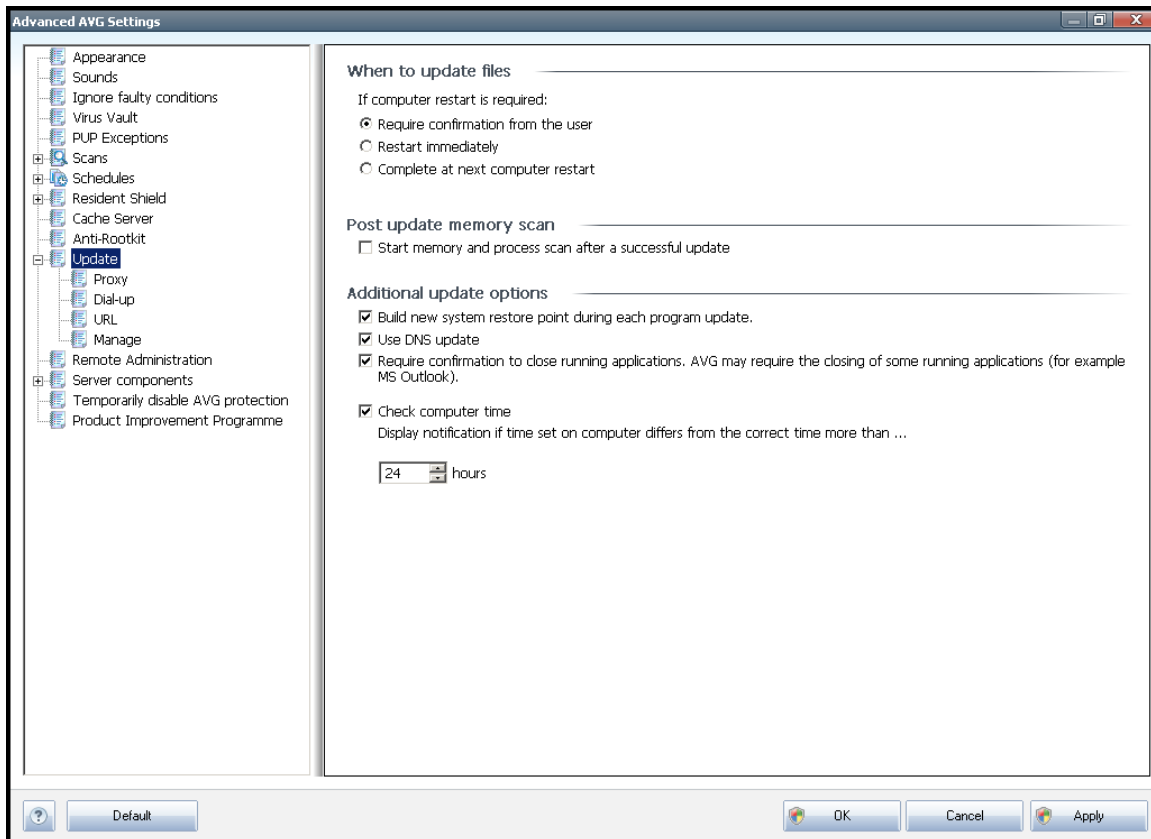 Advanced AVG Settings
Appearance
Sounds
Ignore faulty conditions
Virus Vault
PUP Exceptions
Scans
Schedules
Resident Shield
Cache Server
Anti-Rootkit
Update
Proxy
Dial-up
URL
Manage
Remote Administration
Server components
Temporarily disable AVG protection
Product Improvement Programme
When to update files
If computer restart is required:
Require confirmation from the user
Restart immediately
Complete at next computer restart
Post update memory scan
Start memory and process scan after a successful update
Additional update options
Build new system restore point during each program update.
Use DNS update
Require confirmation to close running applications. AVG may require the closing of some running applications (for example
MS Outlook).
Check computer time
Display notification if time set on computer differs from the correct time more than ...
24 hours
? Default OK Cancel Apply